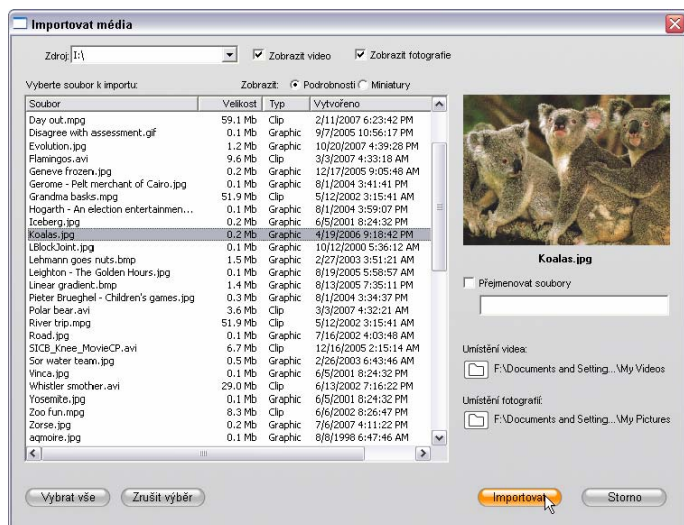 Importovat média
Zdroj: I:\ Zobrazit video Zobrazit fotografie
Vyberte soubor k importu: Zobrazit: Podrobnosti Miniatury
Soubor Velikost Typ Vytvořeno
Day out.mpg 59.1 Mb Clip 2/11/2007 6:23:42 PM
Disagree with assessment.gif 0.1 Mb Graphic 9/7/2005 10:56:17 PM
Evolution.jpg 1.2 Mb Graphic 10/20/2007 4:39:28 PM
Flamingos.avi 9.6 Mb Clip 3/3/2007 4:33:18 AM
Geneve frozen.jpg 0.2 Mb Graphic 12/17/2005 9:05:48 AM
Gerome - Pelt merchant of Cairo.jpg 0.1 Mb Graphic 8/1/2004 3:41:41 PM
Grandma basks.mpg 51.9 Mb Clip 5/12/2002 3:15:41 AM
Hogarth - An election entertainmen... 0.1 Mb Graphic 8/1/2004 3:59:07 PM
Iceberg.jpg 0.2 Mb Graphic 6/5/2001 8:24:32 PM
Koalas.jpg 0.2 Mb Graphic 4/19/2006 9:18:42 PM
LBlockJoint.jpg 0.1 Mb Graphic 10/12/2000 5:36:12 AM
Lehmann goes nuts.bmp 1.5 Mb Graphic 2/27/2003 3:51:21 AM
Leighton - The Golden Hours.jpg 0.1 Mb Graphic 8/19/2005 5:58:57 AM
Linear gradient.bmp 1.4 Mb Graphic 8/13/2005 7:35:11 PM
Pieter Brueghel - Children's games.jpg 0.3 Mb Graphic 8/1/2004 3:34:37 PM
Polar bear.avi 3.6 Mb Clip 3/3/2007 4:32:21 AM
River trip.mpg 51.9 Mb Clip 5/12/2002 3:15:41 AM
Road.jpg 0.1 Mb Graphic 7/16/2002 4:03:48 AM
SICB_Knee_MovieCP.avi 6.7 Mb Clip 12/16/2005 2:15:14 AM
Sor water team.jpg 0.5 Mb Graphic 2/26/2003 6:43:46 AM
Vinca.jpg 0.1 Mb Graphic 6/5/2001 8:24:32 PM
Whistler smother.avi 29.0 Mb Clip 6/13/2002 7:16:22 PM
Yosemite.jpg 0.1 Mb Graphic 6/5/2001 8:24:32 PM
Zoo fun.mpg 8.3 Mb Clip 6/6/2002 8:26:47 PM
Zorse.jpg 0.2 Mb Graphic 7/6/2007 4:11:22 PM
aqmoire.jpg 0.1 Mb Graphic 8/8/1998 6:47:46 AM
Koalas.jpg
Přejmenovat soubory
Umístění videa:
F:\Documents and Setting...\My Videos
Umístění fotografií:
F:\Documents and Setting...\My Pictures
Vybrat vše Zrušit výběr Importovat Storno